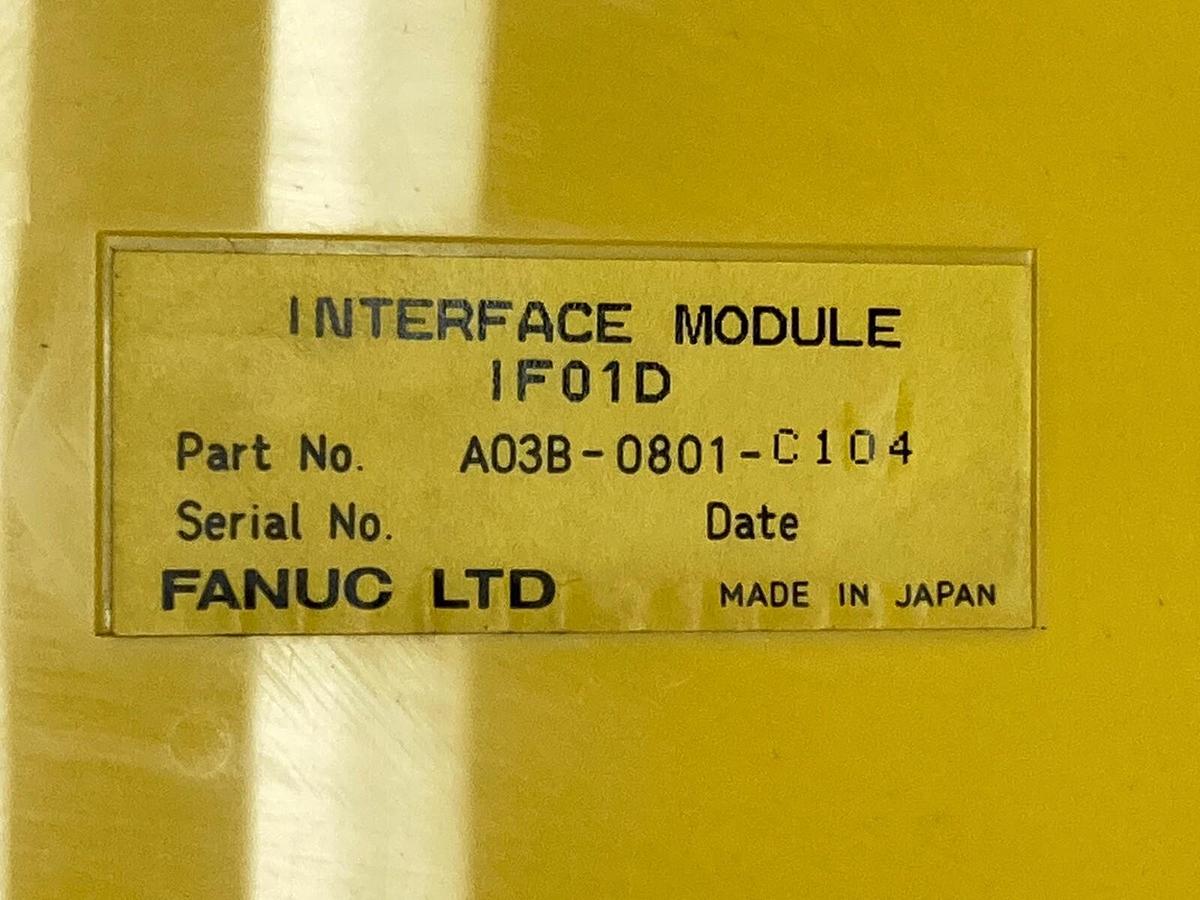 INTERFACE MODULE
IF01D
Part No. A03B-0801-C104
Serial No. Date
FANUC LTD MADE IN JAPAN